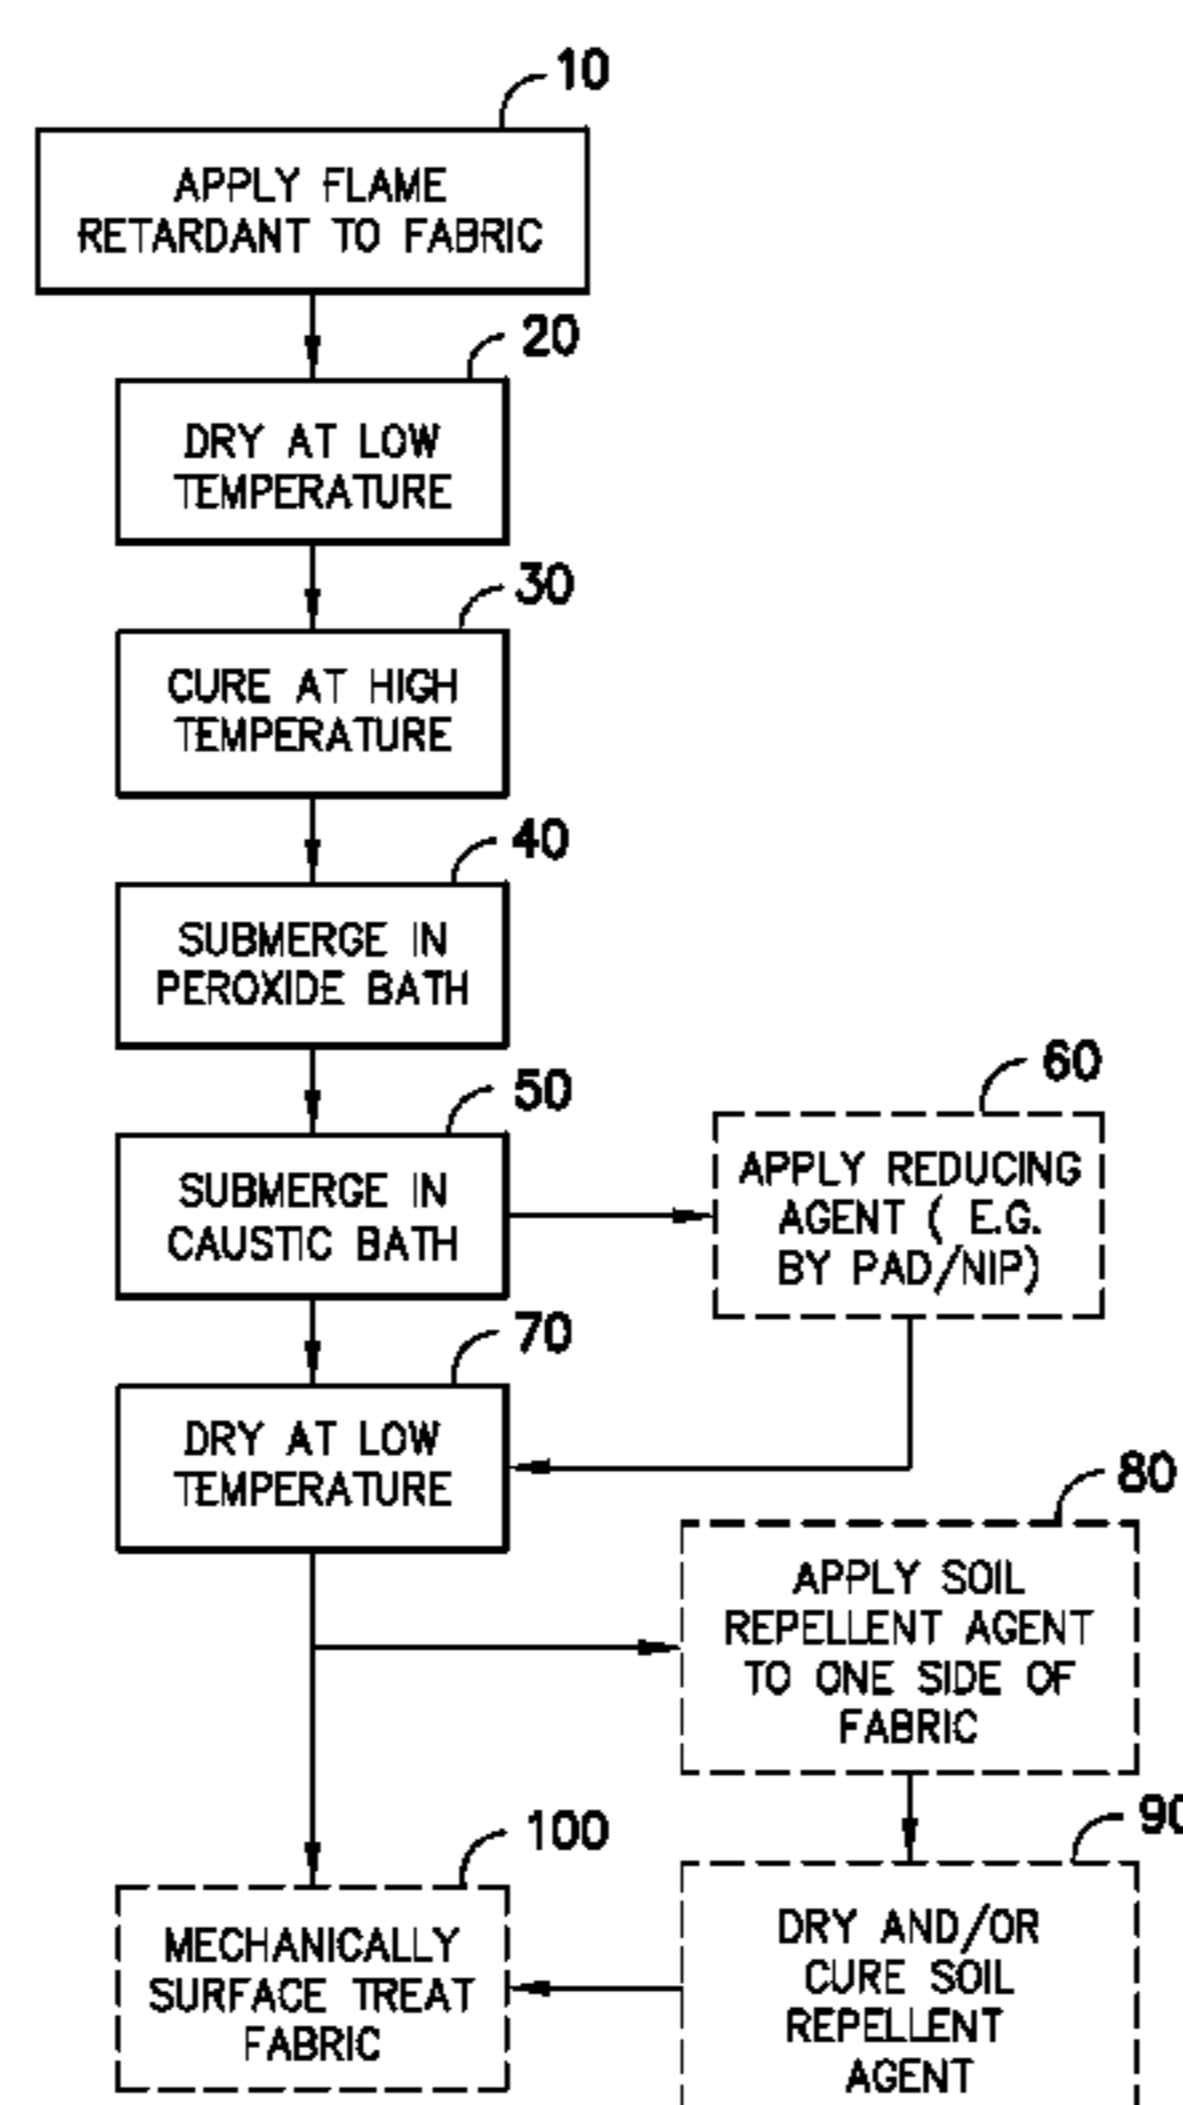 10
APPLY FLAME
RETARDANT TO FABRIC
20
DRY AT LOW
TEMPERATURE
30
CURE AT HIGH
TEMPERATURE
40
SUBMERGE IN
PEROXIDE BATH
50
SUBMERGE IN
CAUSTIC BATH
60
APPLY REDUCING
AGENT ( E.G.
BY PAD/NIP)
70
DRY AT LOW
TEMPERATURE
80
APPLY SOIL
REPELLENT AGENT
TO ONE SIDE OF
FABRIC
90
DRY AND/OR
CURE SOIL
REPELLENT
AGENT
100
MECHANICALLY
SURFACE TREAT
FABRIC